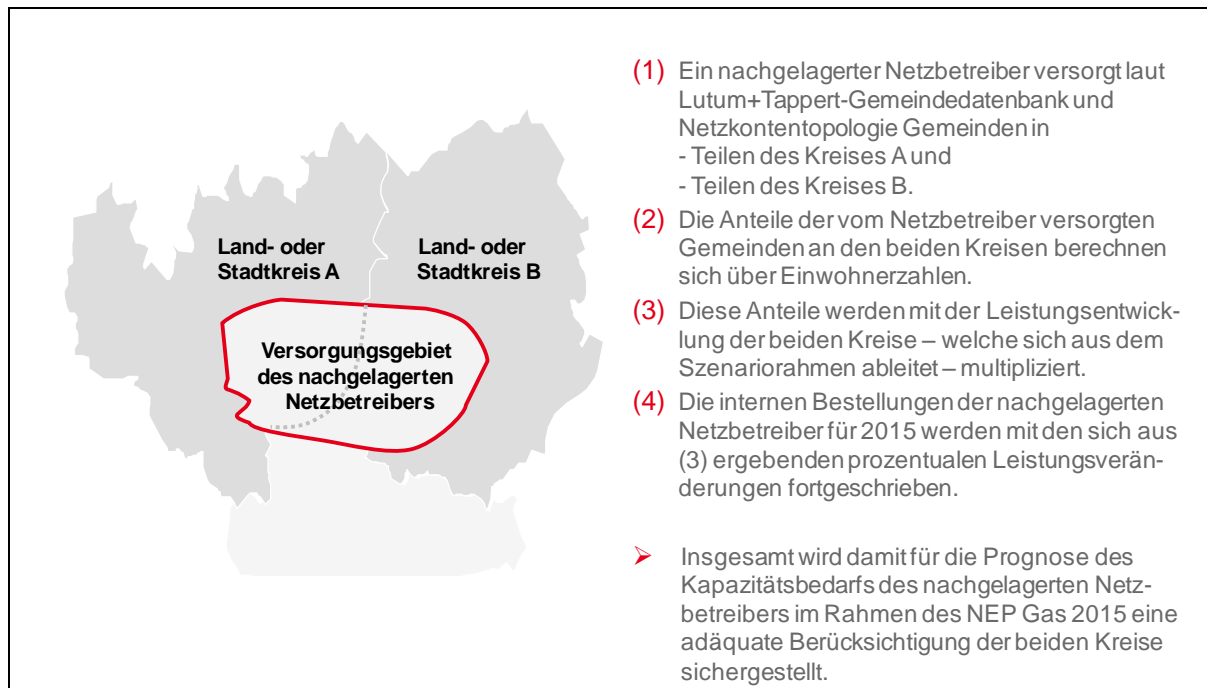 Land- oder
Stadtkreis A
Land- oder
Stadtkreis B
Versorgungsgebiet
des nachgelagerten
Netzbetreibers
(1) Ein nachgelagerter Netzbetreiber versorgt laut
Lutum+Tappert-Gemeindedatenbank und
Netzkontentopologie Gemeinden in
- Teilen des Kreises A und
- Teilen des Kreises B.
(2) Die Anteile der vom Netzbetreiber versorgten
Gemeinden an den beiden Kreisen berechnen
sich über Einwohnerzahlen.
(3) Diese Anteile werden mit der Leistungsentwick-
lung der beiden Kreise – welche sich aus dem
Szenariorahmen ableitet – multipliziert.
(4) Die internen Bestellungen der nachgelagerten
Netzbetreiber für 2015 werden mit den sich aus
(3) ergebenden prozentualen Leistungsverän-
derungen fortgeschrieben.
➢ Insgesamt wird damit für die Prognose des
Kapazitätsbedarfs des nachgelagerten Netz-
betreibers im Rahmen des NEP Gas 2015 eine
adäquate Berücksichtigung der beiden Kreise
sichergestellt.